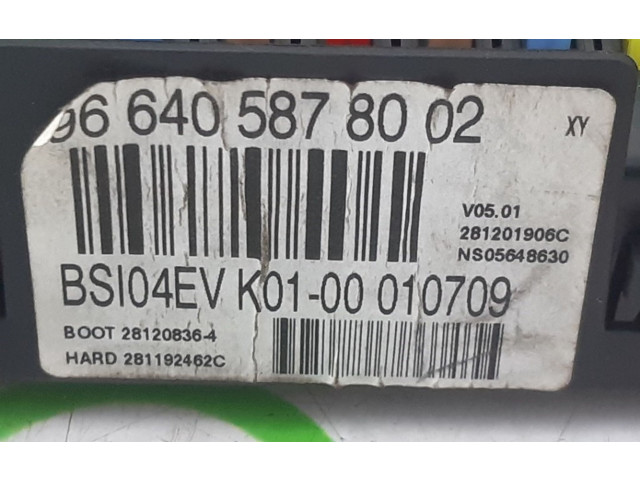 96 640 587 80 02
XY
V05.01
281201906C
NS05648630
BSI04EV K01-00 010709
BOOT 28120836-4
HARD 281192462C